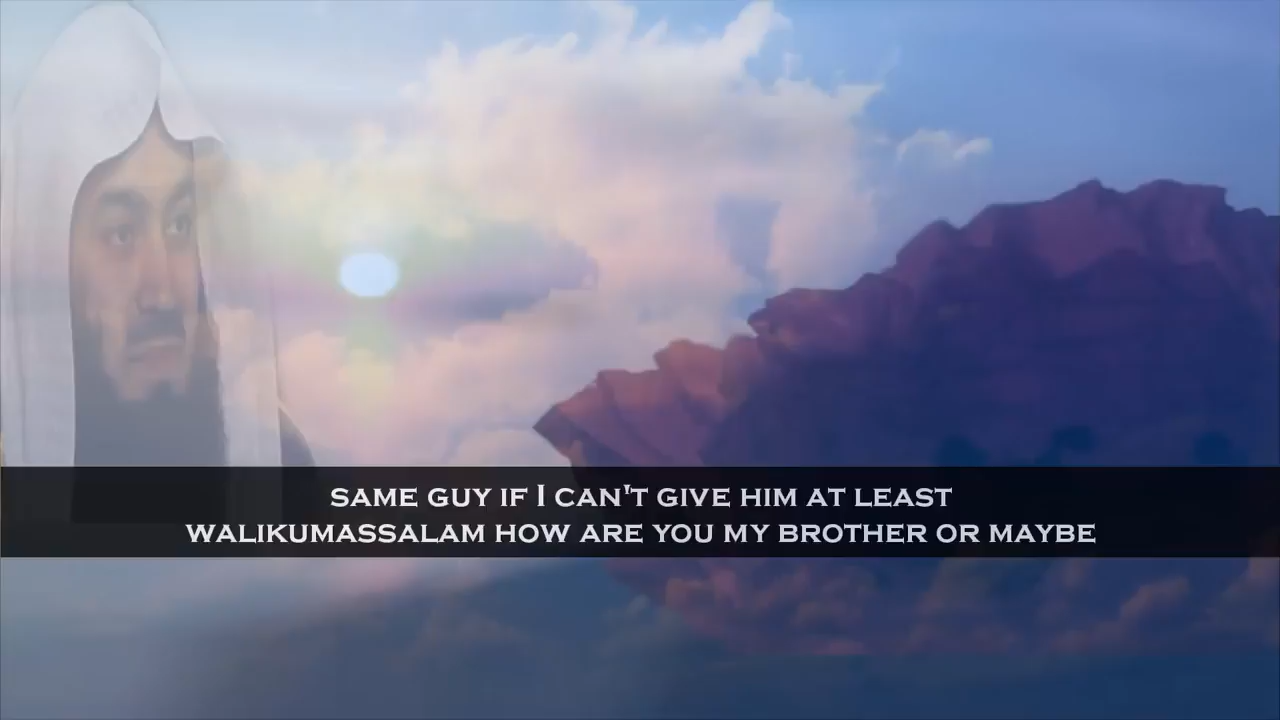 SAME GUY IF I CAN'T GIVE HIM AT LEAST
WALIKUMASSALAM HOW ARE YOU MY BROTHER OR MAYBE